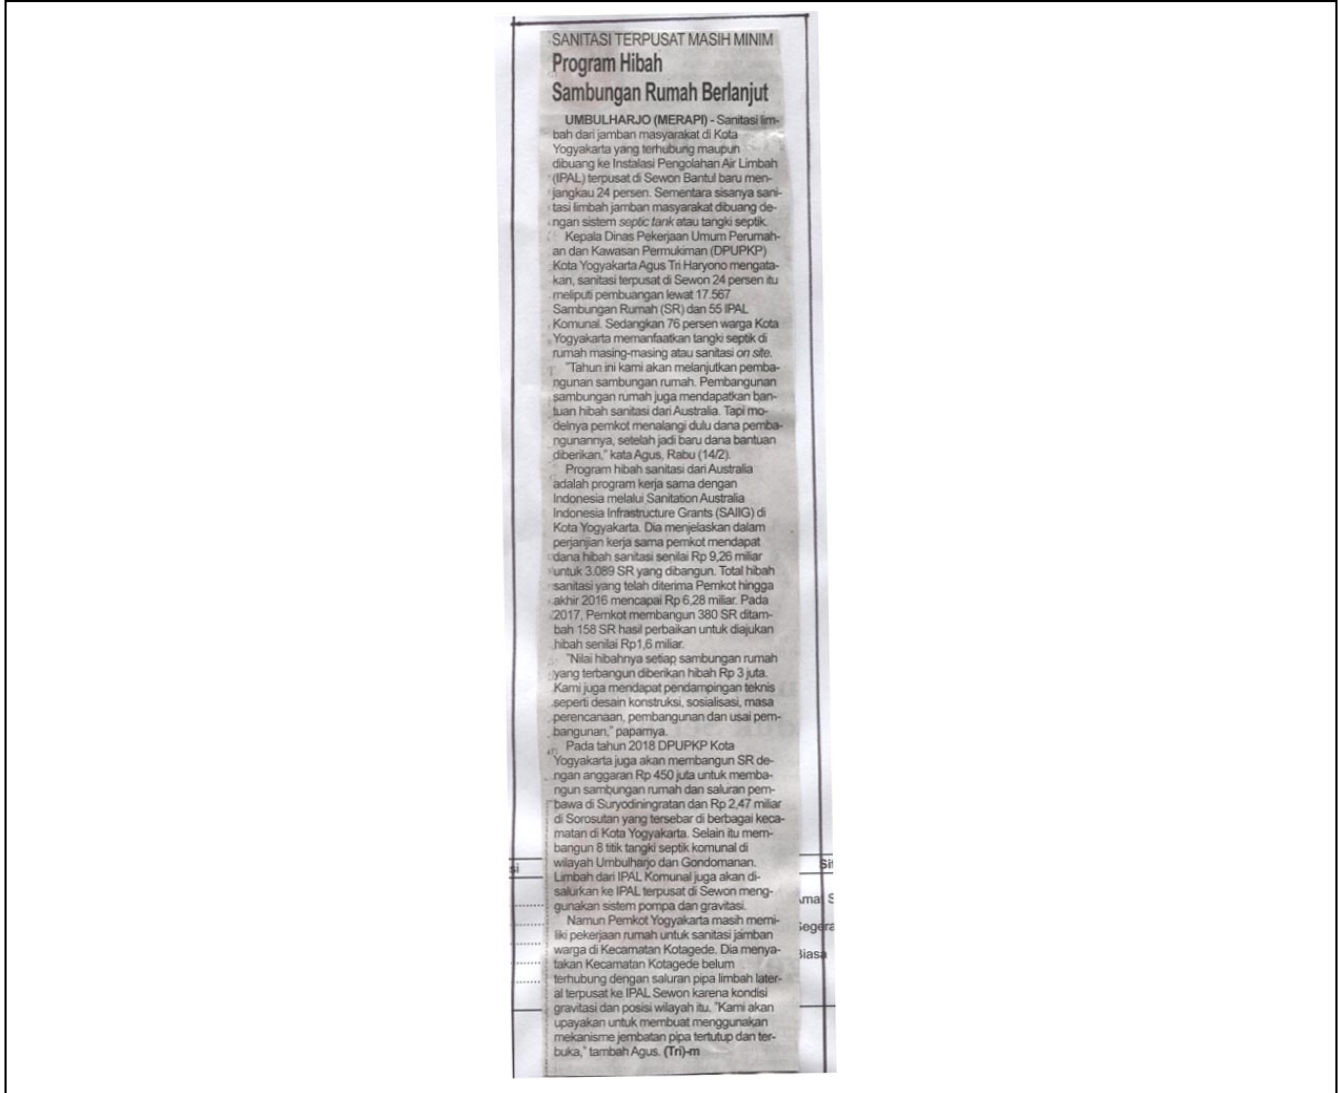 SANITASI TERPUSAT MASIH MINIM
Program Hibah
Sambungan Rumah Berlanjut
UMBULHARJO (MERAPI) - Sanitasi lim-
bah dari jamban masyarakat di Kota
Yogyakarta yang terhubung maupun
dibuang ke Instalasi Pengolahan Air Limbah
(IPAL) terpusat di Sewon Bantul baru men-
jangkau 24 persen. Sementara sisanya sani-
tasi limbah jamban masyarakat dibuang de-
ngan sistem septic tank atau tangki septik.
Kepala Dinas Pekerjaan Umum Perumah-
an dan Kawasan Permukiman (DPUPKP)
Kota Yogyakarta Agus Tri Haryono mengata-
kan, sanitasi terpusat di Sewon 24 persen itu
meliputi pembuangan lewat 17.567
Sambungan Rumah (SR) dan 55 IPAL
Komunal. Sedangkan 76 persen warga Kota
Yogyakarta memanfaatkan tangki septik di
rumah masing-masing atau sanitasi on site.
"Tahun ini kami akan melanjutkan pemba-
ngunan sambungan rumah. Pembangunan
sambungan rumah juga mendapatkan ban-
tuan hibah sanitasi dari Australia. Tapi mo-
delnya pemkot menalangi dulu dana pemba-
ngunannya, setelah jadi baru dana bantuan
diberikan," kata Agus, Rabu (14/2).
Program hibah sanitasi dari Australia
adalah program kerja sama dengan
Indonesia melalui Sanitation Australia
Indonesia Infrastructure Grants (SAIIG) di
Kota Yogyakarta. Dia menjelaskan dalam
perjanjian kerja sama pemkot mendapat
dana hibah sanitasi senilai Rp 9,26 miliar
untuk 3.089 SR yang dibangun. Total hibah
sanitasi yang telah diterima Pemkot hingga
akhir 2016 mencapai Rp 6,28 miliar. Pada
2017, Pemkot membangun 380 SR ditam-
bah 158 SR hasil perbaikan untuk diajukan
hibah senilai Rp1,6 miliar.
"Nilai hibahnya setiap sambungan rumah
yang terbangun diberikan hibah Rp 3 juta.
Kami juga mendapat pendampingan teknis
seperti desain konstruksi, sosialisasi, masa
perencanaan, pembangunan dan usai pem-
bangunan," paparnya.
Pada tahun 2018 DPUPKP Kota
Yogyakarta juga akan membangun SR de-
ngan anggaran Rp 450 juta untuk memba-
ngun sambungan rumah dan saluran pem-
bawa di Suryodiningratan dan Rp 2,47 miliar
di Sorosutan yang tersebar di berbagai keca-
matan di Kota Yogyakarta. Selain itu mem-
bangun 8 titik tangki septik komunal di
wilayah Umbulharjo dan Gondomanan.
Limbah dari IPAL Komunal juga akan di-
salurkan ke IPAL terpusat di Sewon meng-
gunakan sistem pompa dan gravitasi.
Namun Pemkot Yogyakarta masih memi-
liki pekerjaan rumah untuk sanitasi jamban
warga di Kecamatan Kotagede. Dia menya-
takan Kecamatan Kotagede belum
terhubung dengan saluran pipa limbah later-
al terpusat ke IPAL Sewon karena kondisi
gravitasi dan posisi wilayah itu. "Kami akan
upayakan untuk membuat menggunakan
mekanisme jembatan pipa tertutup dan ter-
buka," tambah Agus. (Tri)-m
si
Biasa